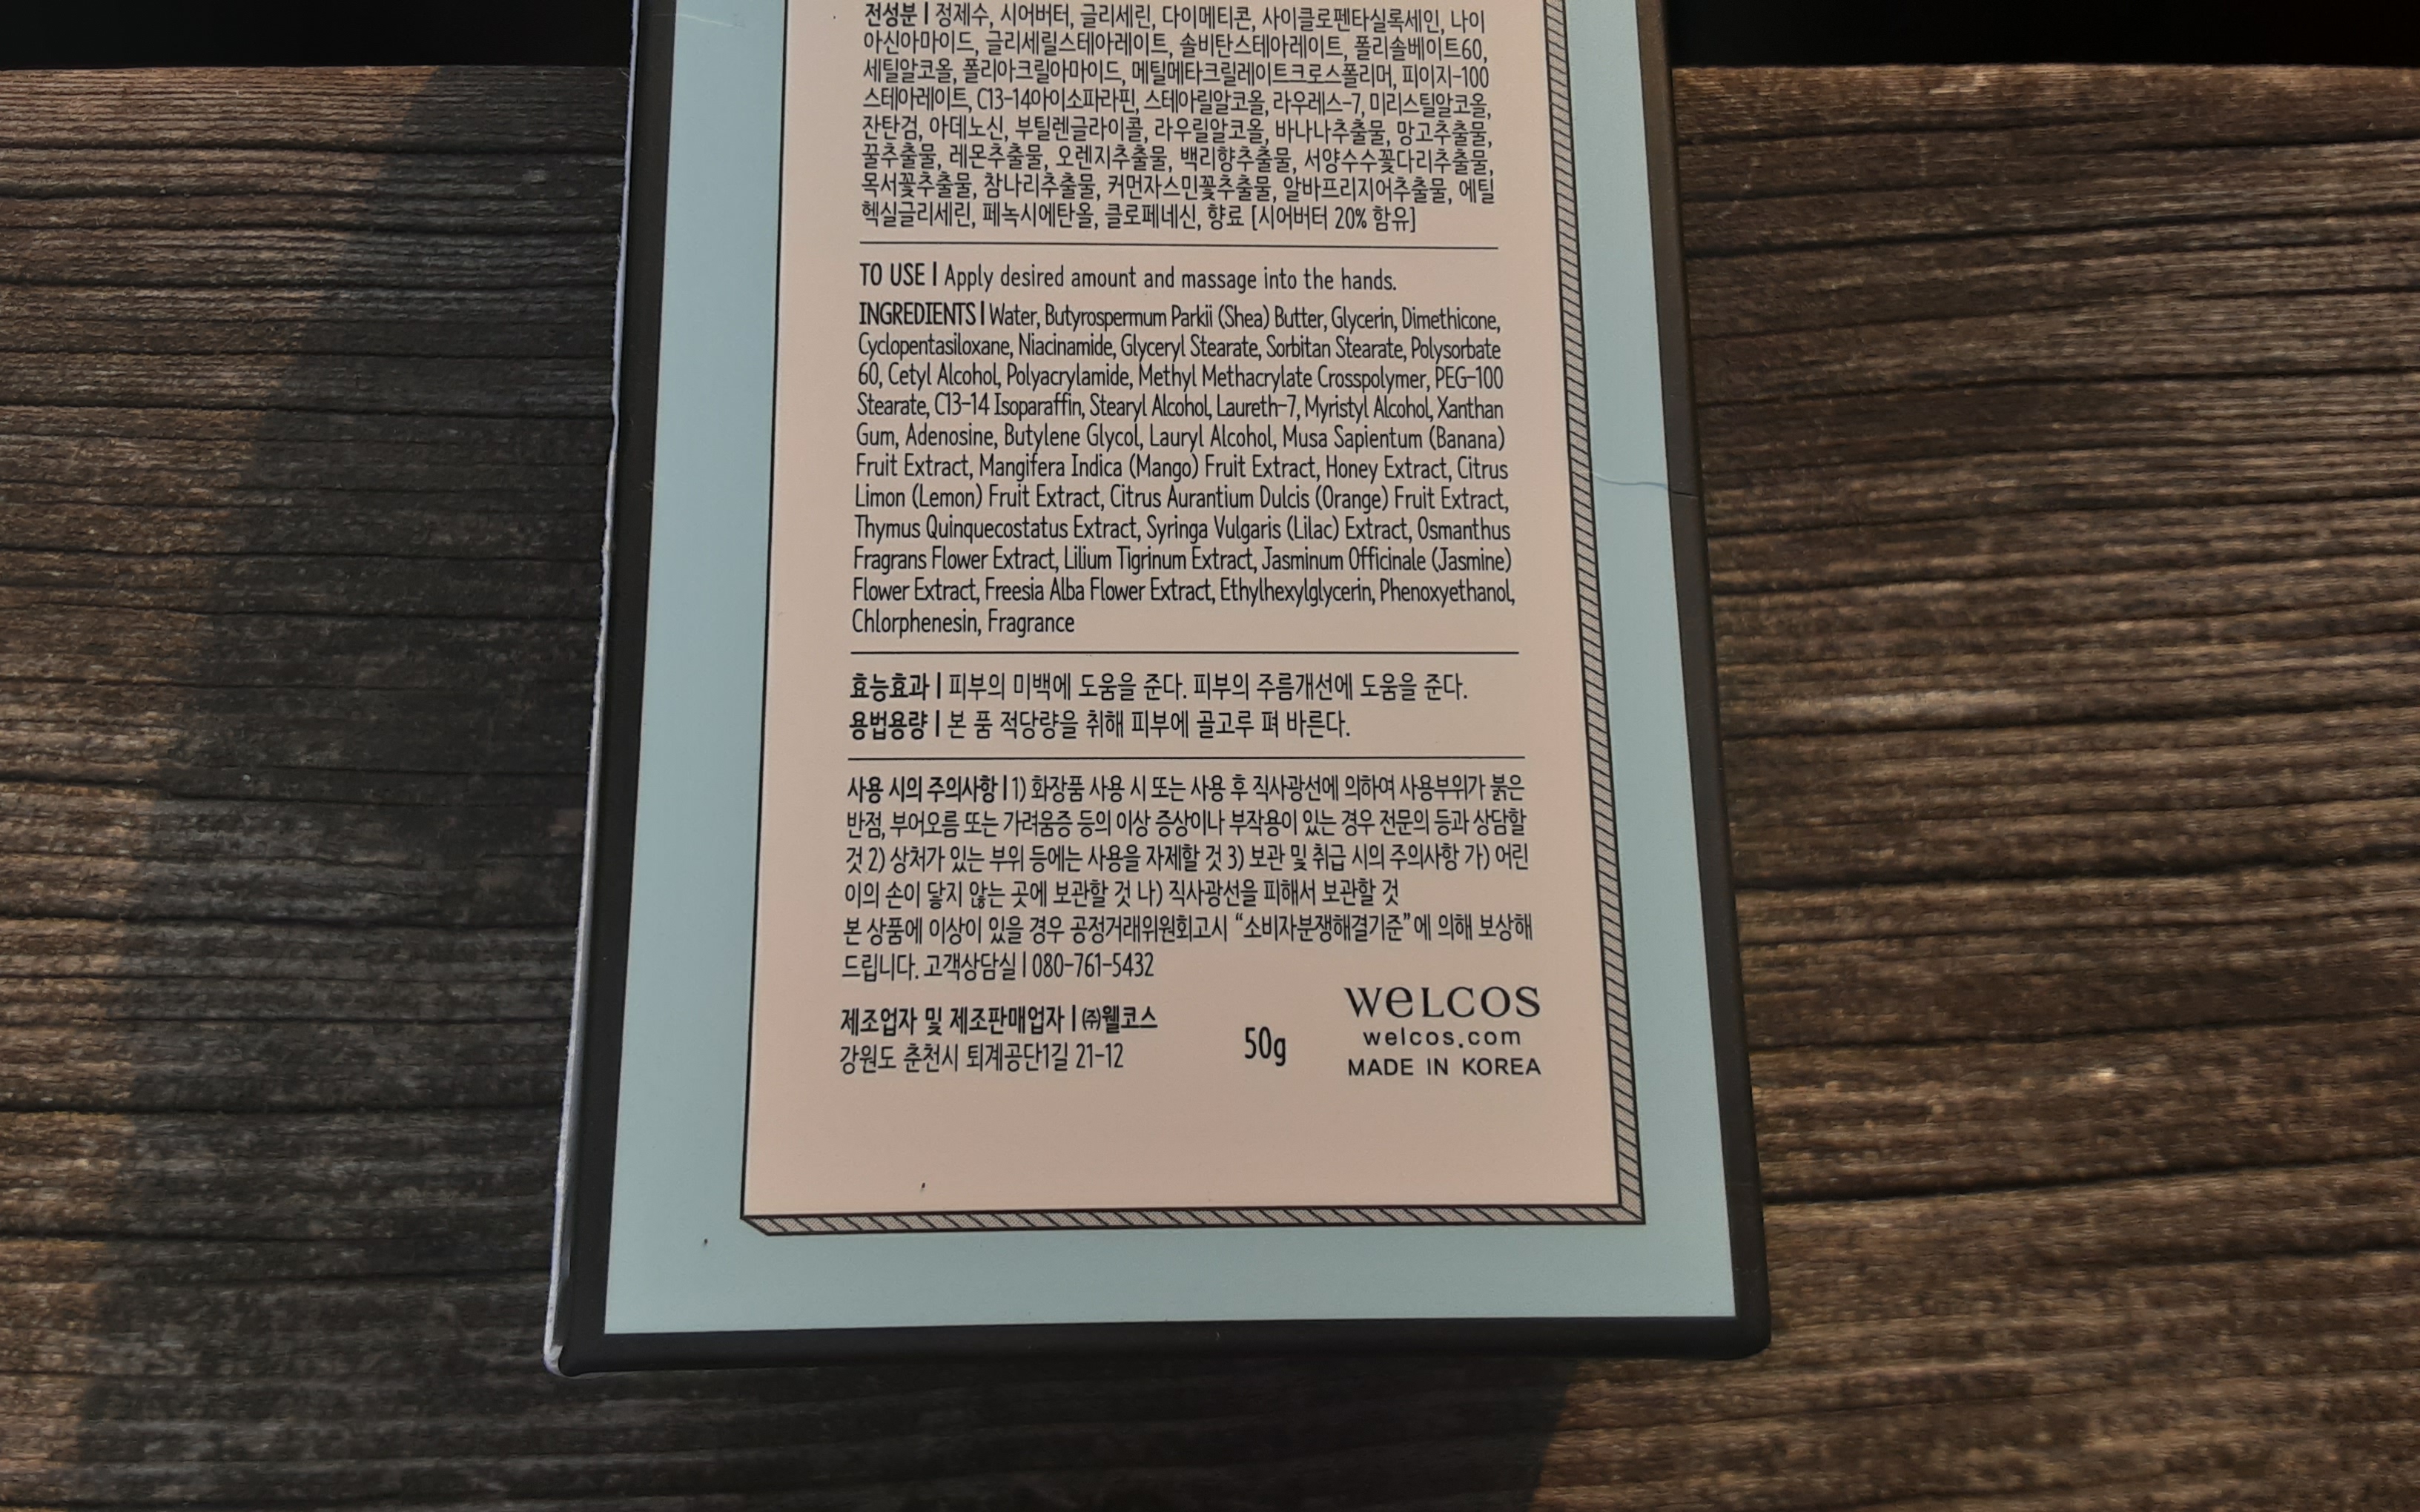 전성분 | 정제수, 시어버터, 글리세린, 다이메티콘, 사이클로펜타실록세인, 나이
아신아마이드, 글리세릴스테아레이트, 솔비탄스테아레이트, 폴리솔베이트60,
세틸알코올, 폴리아크릴아마이드, 메틸메타크릴레이트크로스폴리머, 피이지-100
스테아레이트, C13-14아이소파라핀, 스테아릴알코올, 라우레스-7, 미리스틸알코올,
잔탄검, 아데노신, 부틸렌글라이콜, 라우릴알코올, 바나나추출물, 망고추출물,
꿀추출물, 레몬추출물, 오렌지추출물, 백리향추출물, 서양수수꽃다리추출물,
목서꽃추출물, 참나리추출물, 커먼자스민꽃추출물, 알바프리지어추출물, 에틸
헥실글리세린, 페녹시에탄올, 클로페네신, 향료 [시어버터 20% 함유]
TO USE | Apply desired amount and massage into the hands.
INGREDIENTS | Water, Butyrospermum Parkii (Shea) Butter, Glycerin, Dimethicone,
Cyclopentasiloxane, Niacinamide, Glyceryl Stearate, Sorbitan Stearate, Polysorbate
60, Cetyl Alcohol, Polyacrylamide, Methyl Methacrylate Crosspolymer, PEG-100
Stearate, C13-14 Isoparaffin, Stearyl Alcohol, Laureth-7, Myristyl Alcohol, Xanthan
Gum, Adenosine, Butylene Glycol, Lauryl Alcohol, Musa Sapientum (Banana)
Fruit Extract, Mangifera Indica (Mango) Fruit Extract, Honey Extract, Citrus
Limon (Lemon) Fruit Extract, Citrus Aurantium Dulcis (Orange) Fruit Extract,
Thymus Quinquecostatus Extract, Syringa Vulgaris (Lilac) Extract, Osmanthus
Fragrans Flower Extract, Lilium Tigrinum Extract, Jasminum Officinale (Jasmine)
Flower Extract, Freesia Alba Flower Extract, Ethylhexylglycerin, Phenoxyethanol,
Chlorphenesin, Fragrance
효능효과 | 피부의 미백에 도움을 준다. 피부의 주름개선에 도움을 준다.
용법용량 | 본 품 적당량을 취해 피부에 골고루 펴 바른다.
사용 시의 주의사항 | 1) 화장품 사용 시 또는 사용 후 직사광선에 의하여 사용부위가 붉은
반점, 부어오름 또는 가려움증 등의 이상 증상이나 부작용이 있는 경우 전문의 등과 상담할
것 2) 상처가 있는 부위 등에는 사용을 자제할 것 3) 보관 및 취급 시의 주의사항 가) 어린
이의 손이 닿지 않는 곳에 보관할 것 나) 직사광선을 피해서 보관할 것
본 상품에 이상이 있을 경우 공정거래위원회고시 “소비자분쟁해결기준”에 의해 보상해
드립니다. 고객상담실 | 080-761-5432
제조업자 및 제조판매업자 | ㈜웰코스
강원도 춘천시 퇴계공단1길 21-12
50g
WELCOS
welcos.com
MADE IN KOREA